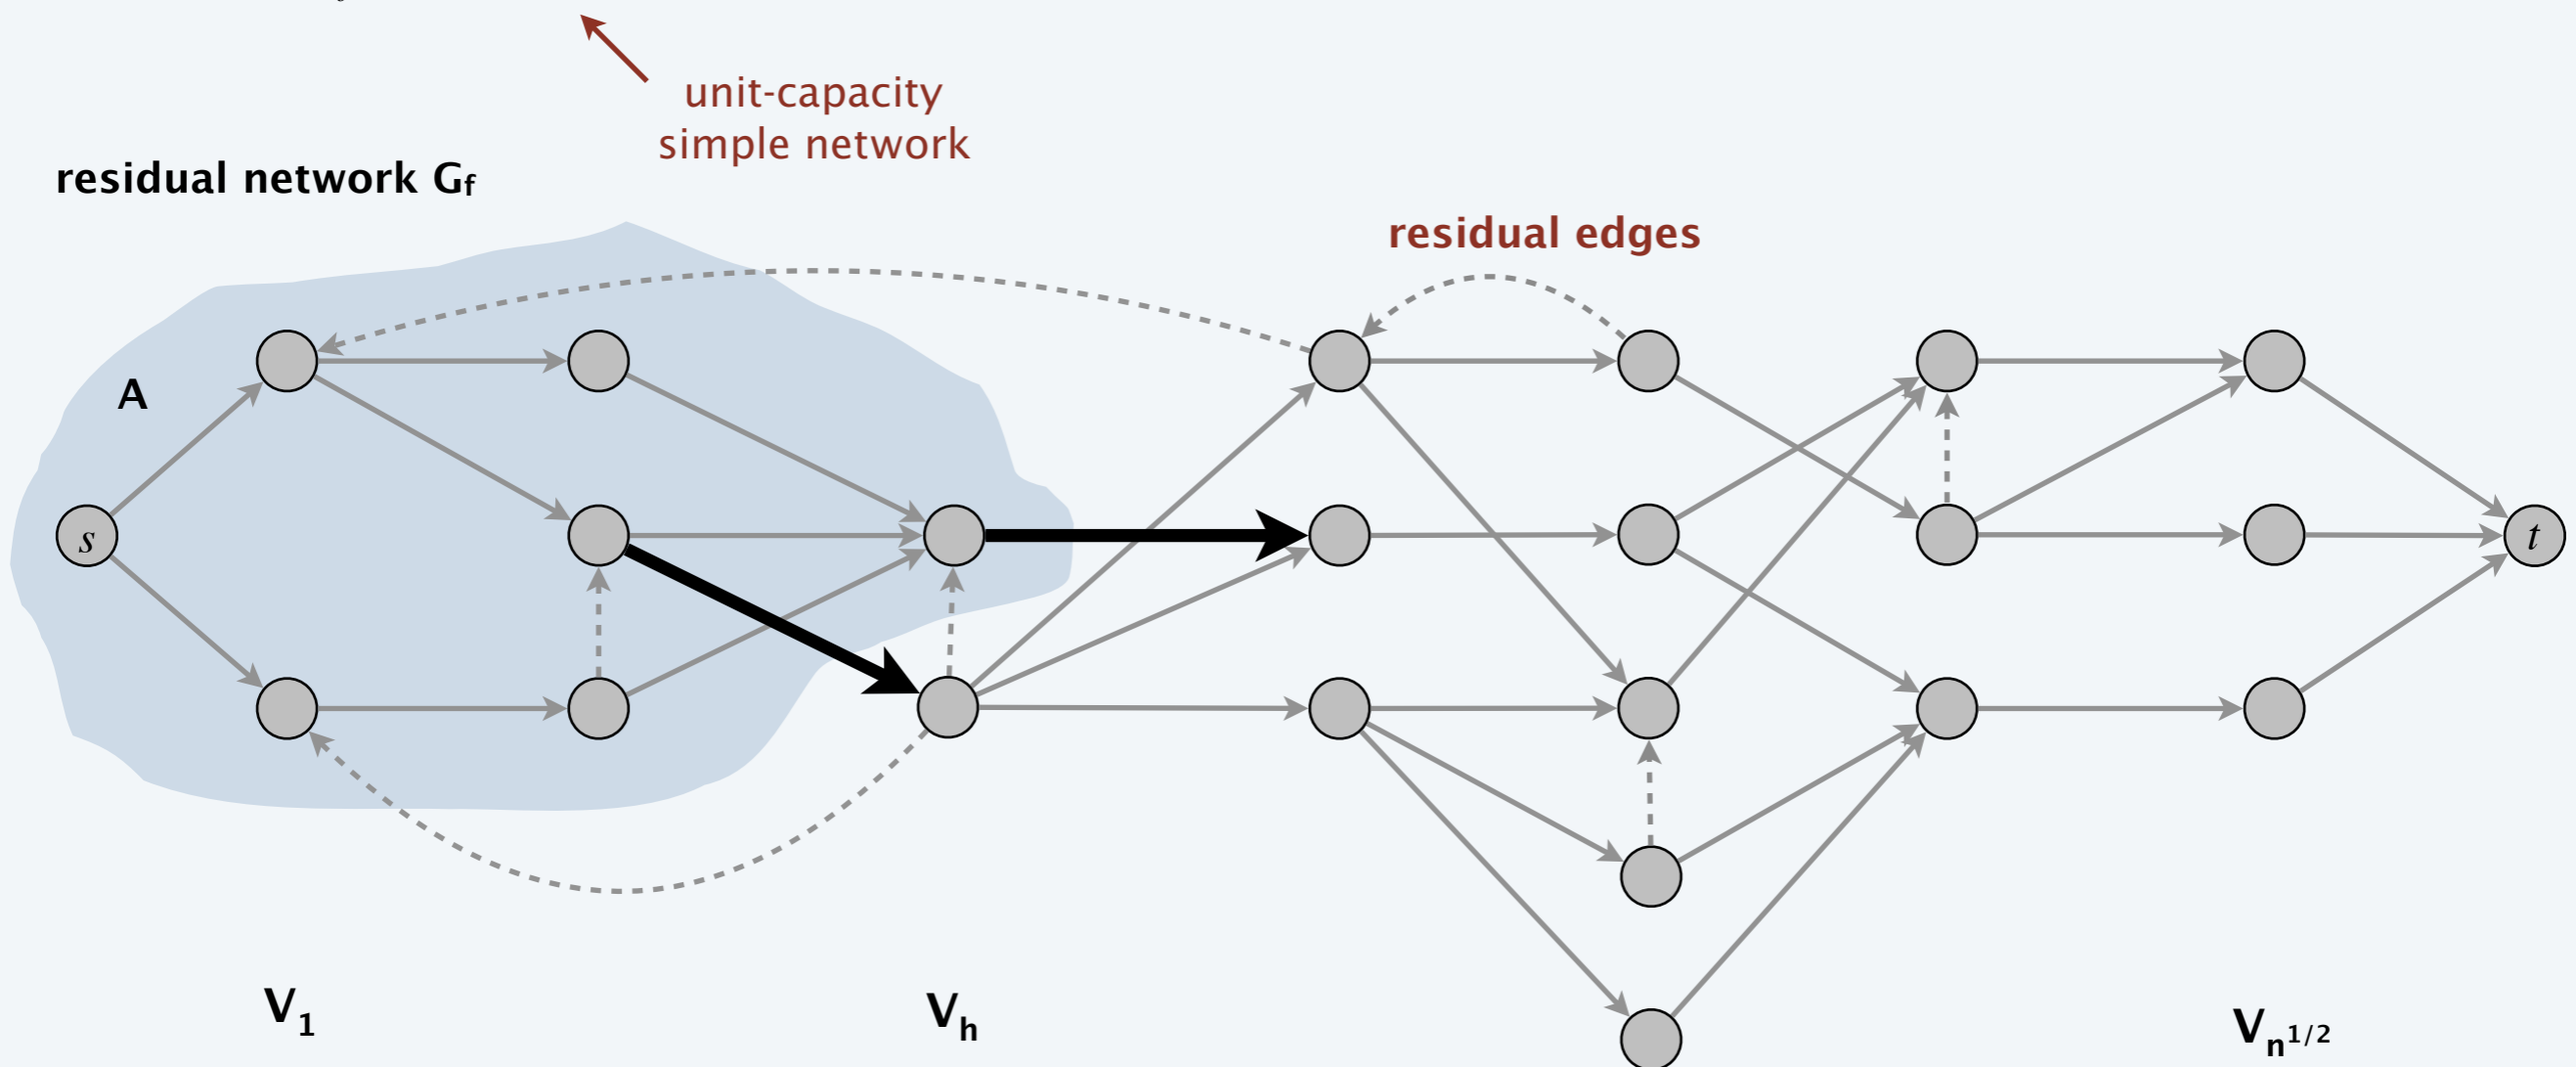 unit-capacity
simple network
residual network Gf
residual edges
A
s
t
V1
Vh
Vn1/2